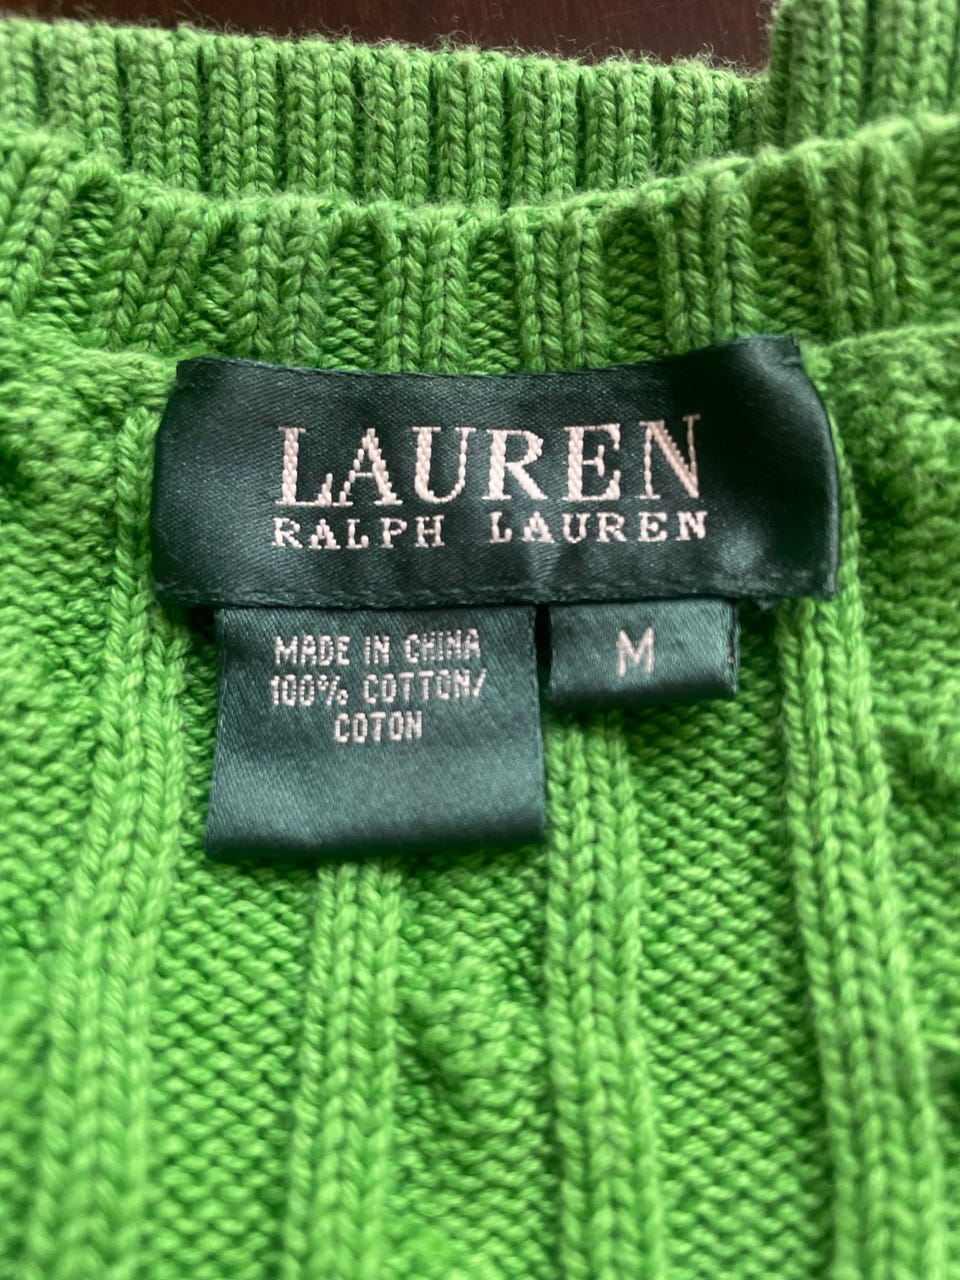 LAUREN
RALPH LAUREN
MADE IN CHINA
100% COTTON/
COTON
M